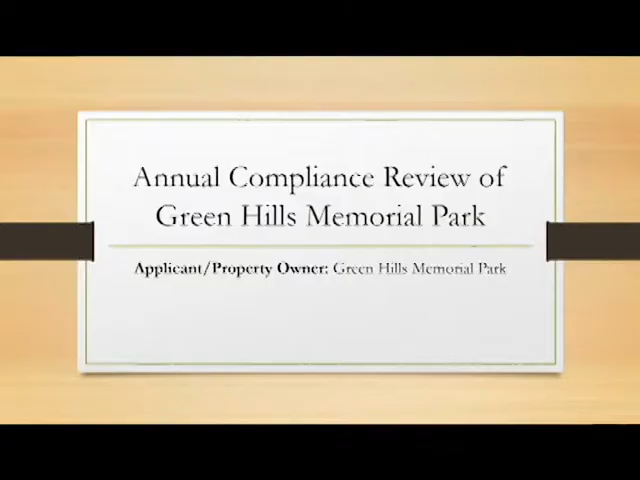 Annual Compliance Review of
Green Hills Memorial Park
Applicant/Property Owner: Green Hills Memorial Park